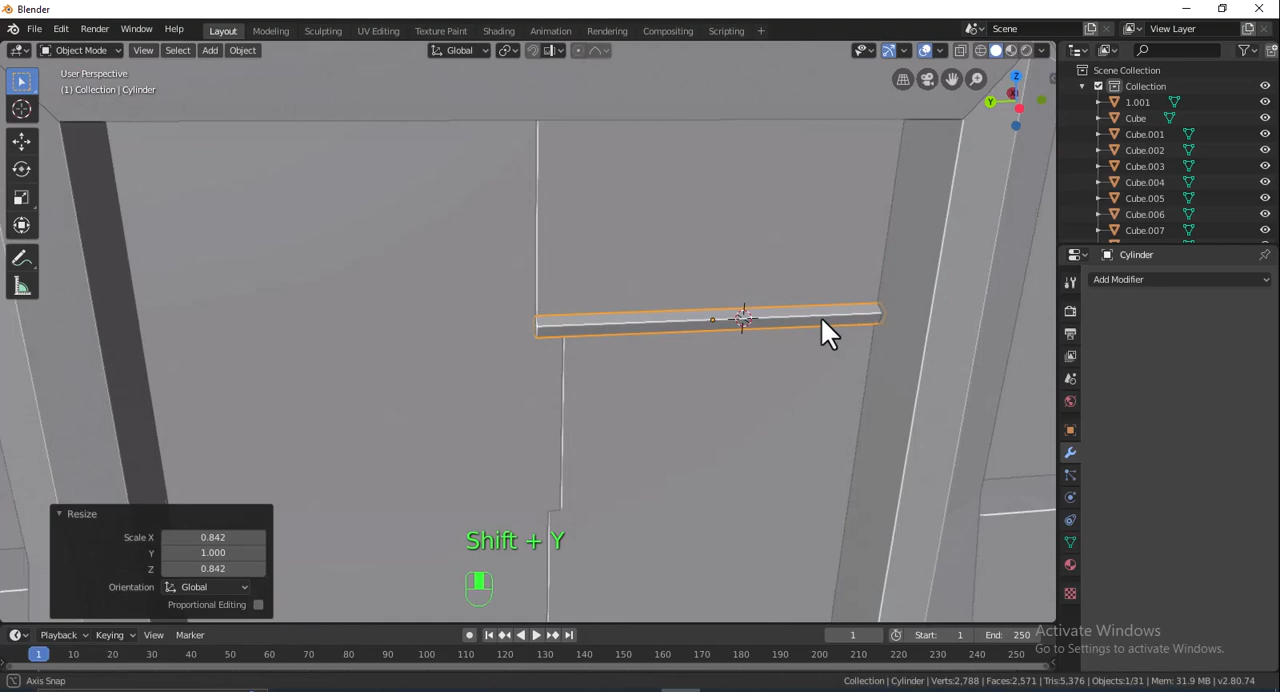 Blender
File Edit Render Window Help
Layout Modeling Sculpting UV Editing Texture Paint Shading Animation Rendering Compositing Scripting +
Scene
View Layer
Object Mode View Select Add Object
Global
User Perspective
(1) Collection | Cylinder
Z
Y
Scene Collection
Collection
1.001
Cube
Cube.001
Cube.002
Cube.003
Cube.004
Cube.005
Cube.006
Cube.007
Cylinder
Add Modifier
Resize
Scale X 0.842
Y 1.000
Z 0.842
Orientation Global
Proportional Editing
Shift + Y
Playback Keying View Marker
1
Start: 1
End: 250
1 10 20 30 40 50 60 70 80 90 100 110 120 130 140 150 160 170 180 190 200 210 220 230 240 250
Activate Windows
Go to Settings to activate Windows.
Axis Snap
Collection | Cylinder | Verts:2,788 | Faces:2,571 | Tris:5,376 | Objects:1/31 | Mem: 31.9 MB | v2.80.74